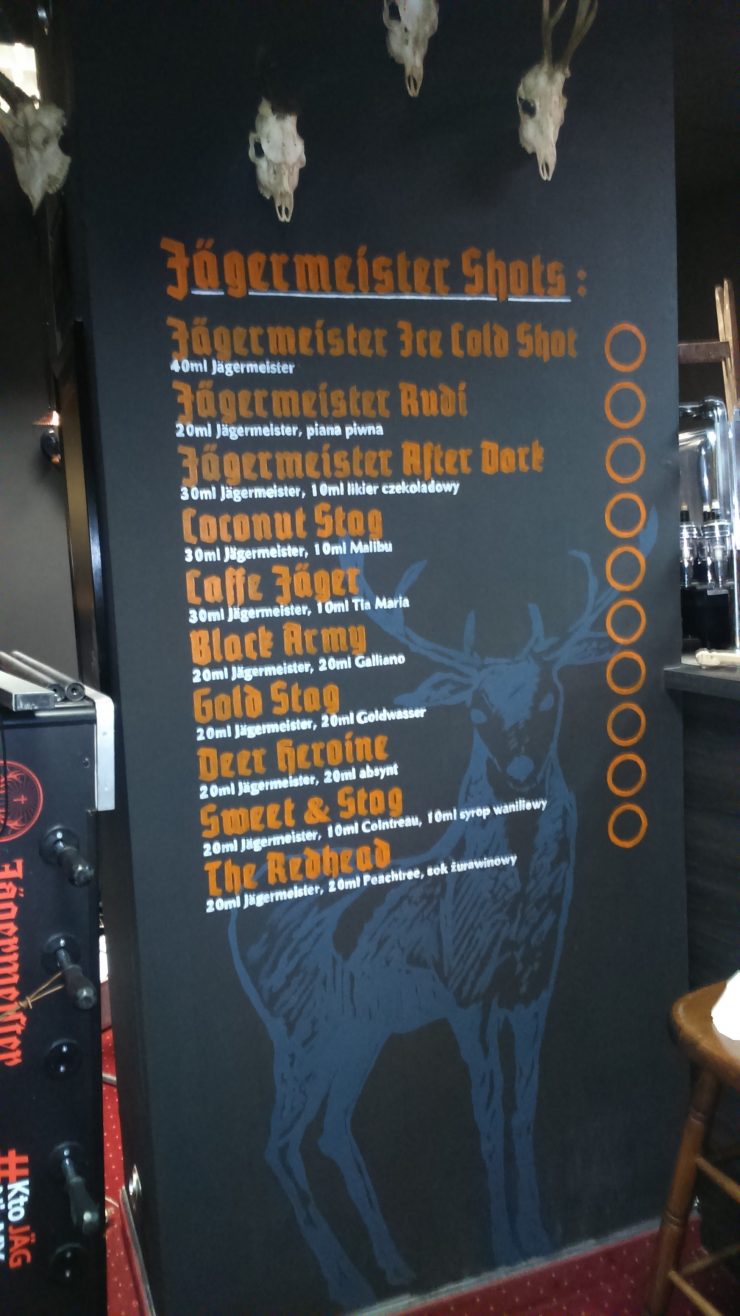 Jägermeister Shots :
Jägermeister Ice Cold Shot
40ml Jägermeister
Jägermeister Rudi
20ml Jägermeister, piana piwna
Jägermeister After Dark
30ml Jägermeister, 10ml likier czekoladowy
Coconut Stag
30ml Jägermeister, 10ml Malibu
Caffe Jäger
30ml Jägermeister, 10ml Tia Maria
Black Army
20ml Jägermeister, 20ml Galliano
Gold Stag
20ml Jägermeister, 20ml Goldwasser
Deer Heroine
20ml Jägermeister, 20ml absynt
Sweet & Stag
20ml Jägermeister, 10ml Cointreau, 10ml syrop waniliowy
The Redhead
20ml Jägermeister, 20ml Peachtree, sok żurawinowy
Jägermeister
#Kto JÄG